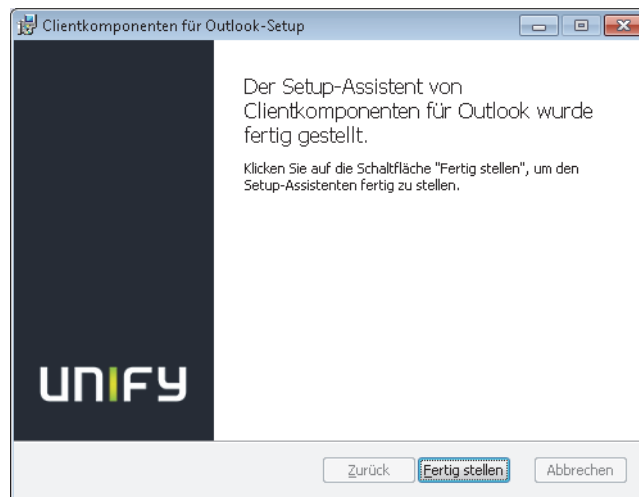 Clientkomponenten für Outlook-Setup
Der Setup-Assistent von
Clientkomponenten für Outlook wurde
fertig gestellt.
Klicken Sie auf die Schaltfläche "Fertig stellen", um den
Setup-Assistenten fertig zu stellen.
UNIFY
Zurück
Fertig stellen
Abbrechen